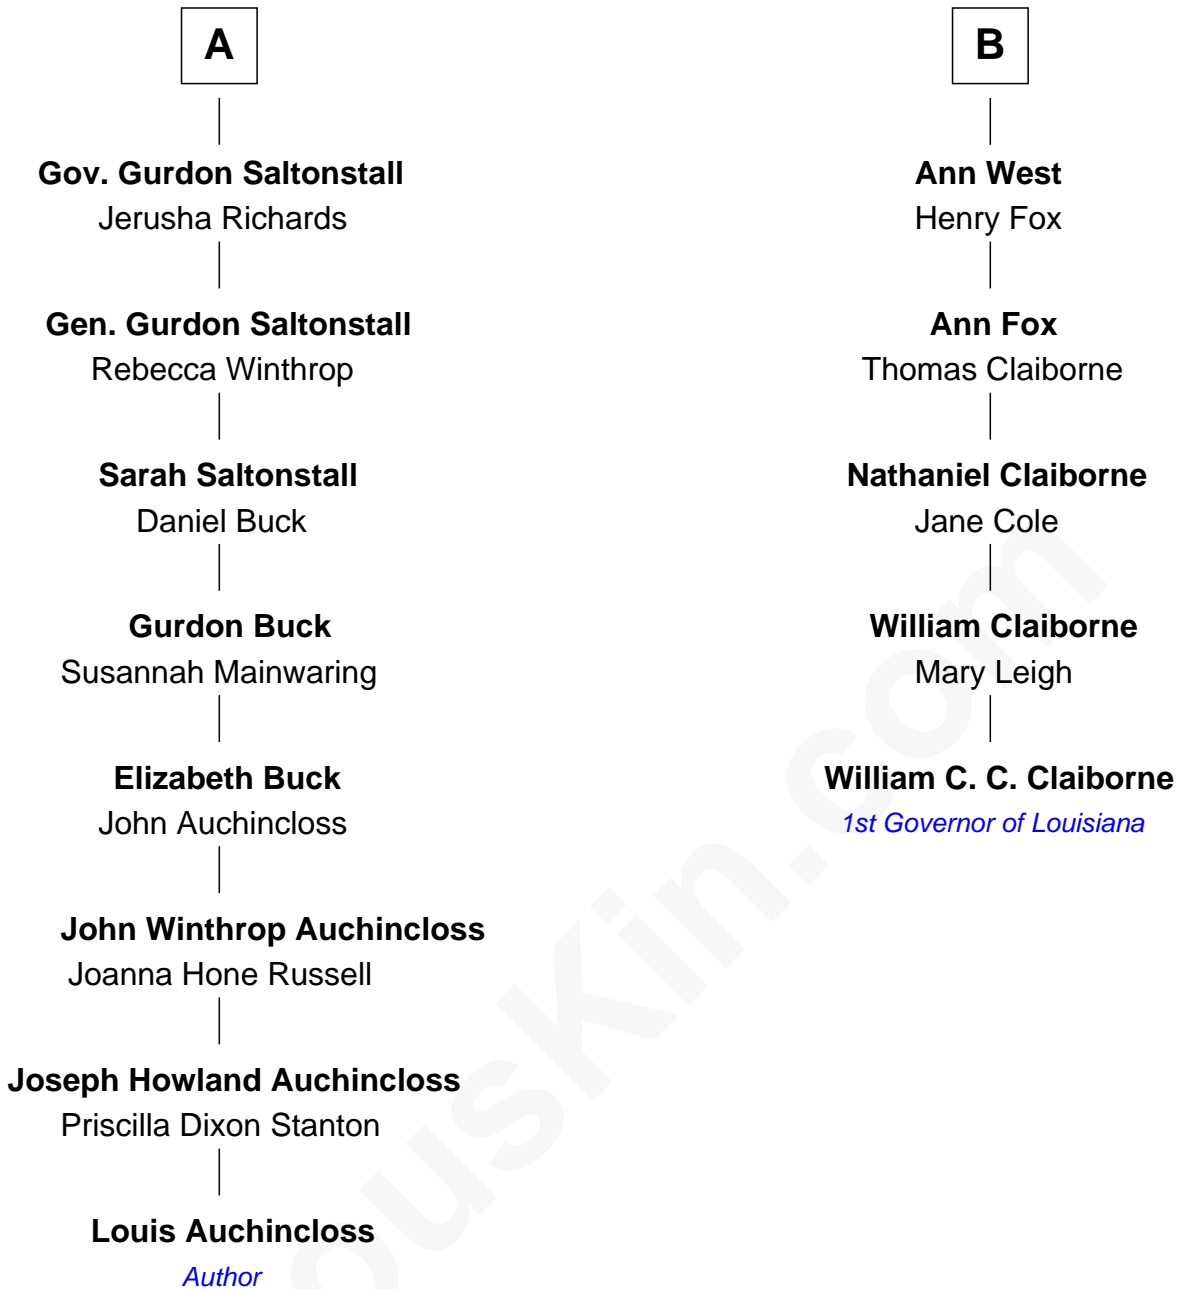 A
Gov. Gurdon Saltonstall
Jerusha Richards
Gen. Gurdon Saltonstall
Rebecca Winthrop
Sarah Saltonstall
Daniel Buck
Gurdon Buck
Susannah Mainwaring
Elizabeth Buck
John Auchincloss
John Winthrop Auchincloss
Joanna Hone Russell
Joseph Howland Auchincloss
Priscilla Dixon Stanton
Louis Auchincloss
Author
B
Ann West
Henry Fox
Ann Fox
Thomas Claiborne
Nathaniel Claiborne
Jane Cole
William Claiborne
Mary Leigh
William C. C. Claiborne
1st Governor of Louisiana
ousKin.com